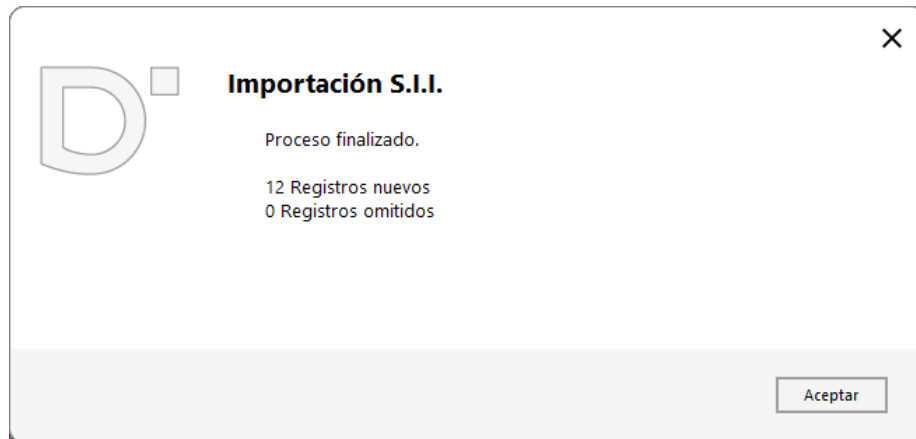 Importación S.I.I.
Proceso finalizado.
12 Registros nuevos
0 Registros omitidos
Aceptar